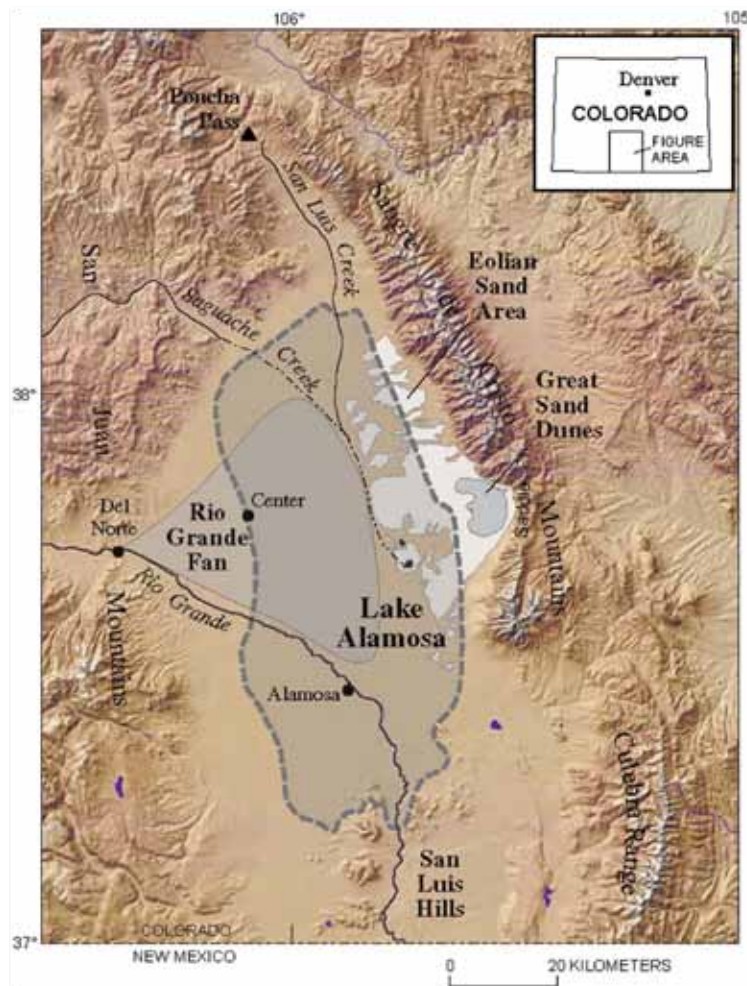 106°
105
Poncha
Pass
Denver
COLORADO
FIGURE
AREA
San Luis Creek
Sangre de Cristo Mountains
Eolian
Sand
Area
San Juan Mountains
Saguache Creek
38°
Great
Sand
Dunes
Center
Del
Norte
Rio
Grande
Fan
Rio Grande
Lake
Alamosa
Alamosa
Culebra Range
San
Luis
Hills
37°
COLORADO
NEW MEXICO
0 20 KILOMETERS